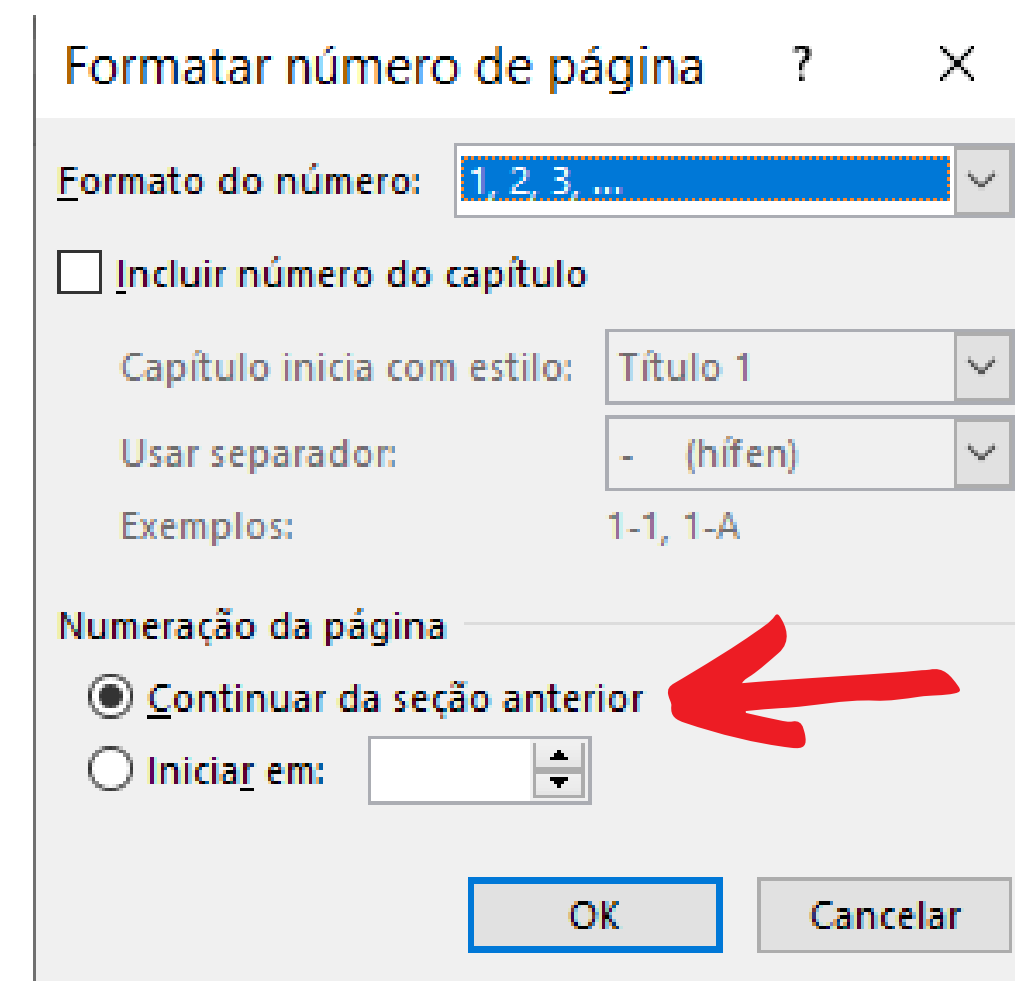 Formatar número de página ?
Formato do número: 1, 2, 3, ...
Incluir número do capítulo
Capítulo inicia com estilo: Título 1
Usar separador: - (hífen)
Exemplos: 1-1, 1-A
Numeração da página
Continuar da seção anterior
Iniciar em:
OK Cancelar